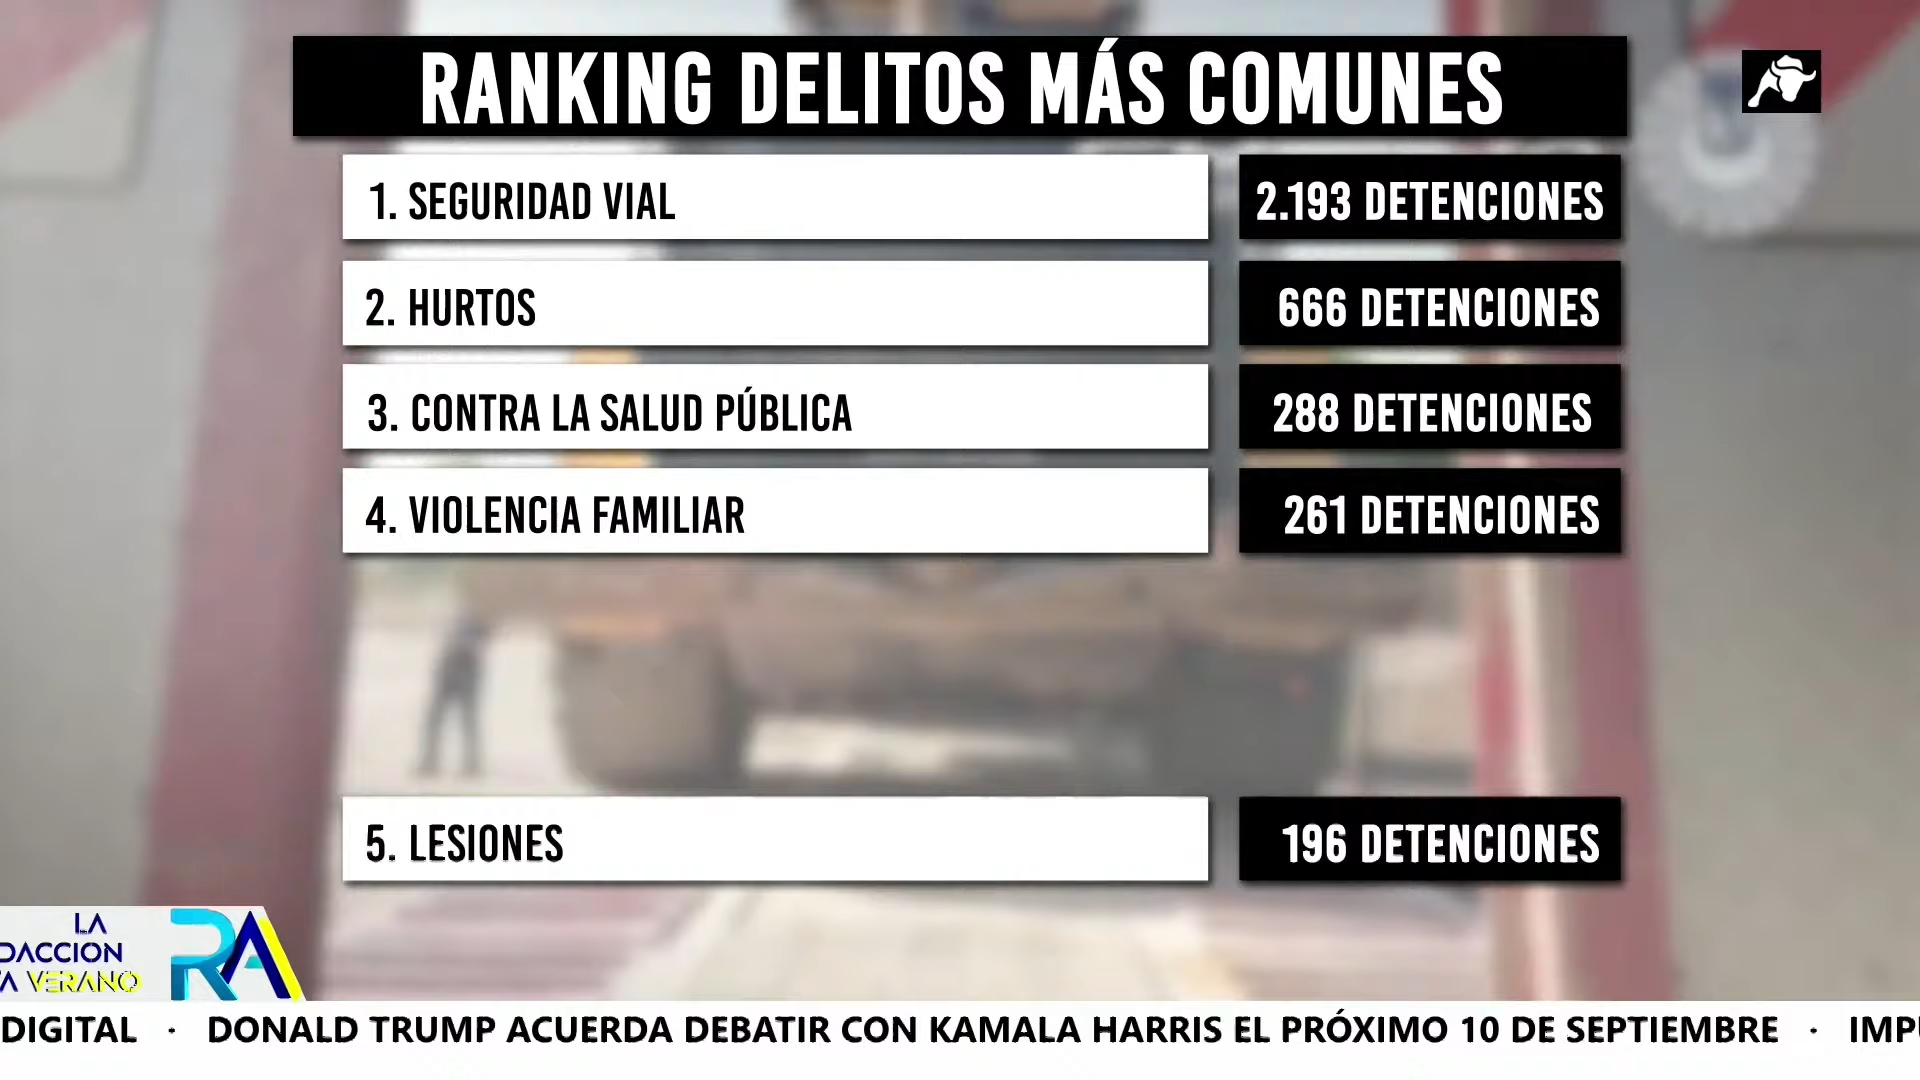 RANKING DELITOS MÁS COMUNES
1. SEGURIDAD VIAL 2.193 DETENCIONES
2. HURTOS 666 DETENCIONES
3. CONTRA LA SALUD PÚBLICA 288 DETENCIONES
4. VIOLENCIA FAMILIAR 261 DETENCIONES
5. LESIONES 196 DETENCIONES
LA
DACCION
A VERANO
RA
DIGITAL · DONALD TRUMP ACUERDA DEBATIR CON KAMALA HARRIS EL PRÓXIMO 10 DE SEPTIEMBRE ·